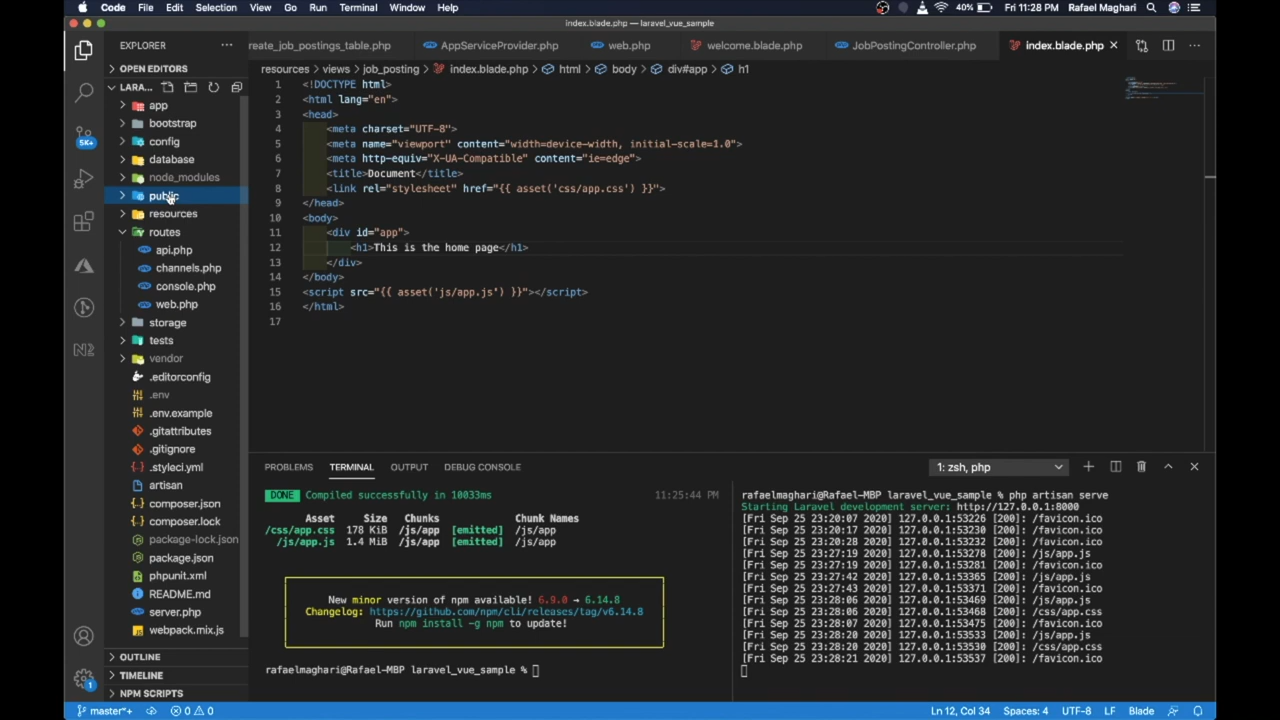 Code File Edit Selection View Go Run Terminal Window Help 40% Fri 11:28 PM Rafael Maghari
index.blade.php — laravel_vue_sample
EXPLORER
reate_job_postings_table.php AppServiceProvider.php web.php welcome.blade.php JobPostingController.php index.blade.php
OPEN EDITORS
resources > views > job_posting > index.blade.php > html > body > div#app > h1
LARA...
app
bootstrap
config
database
node_modules
public
resources
routes
api.php
channels.php
console.php
web.php
storage
tests
vendor
.editorconfig
.env
.env.example
.gitattributes
.gitignore
.styleci.yml
artisan
composer.json
composer.lock
package-lock.json
package.json
phpunit.xml
README.md
server.php
webpack.mix.js
OUTLINE
TIMELINE
NPM SCRIPTS
5K+
1
1 <!DOCTYPE html>
2 <html lang="en">
3 <head>
4 <meta charset="UTF-8">
5 <meta name="viewport" content="width=device-width, initial-scale=1.0">
6 <meta http-equiv="X-UA-Compatible" content="ie=edge">
7 <title>Document</title>
8 <link rel="stylesheet" href="{{ asset('css/app.css') }}">
9 </head>
10 <body>
11 <div id="app">
12 <h1>This is the home page</h1>
13 </div>
14 </body>
15 <script src="{{ asset('js/app.js') }}"></script>
16 </html>
17
PROBLEMS TERMINAL OUTPUT DEBUG CONSOLE 1: zsh, php
DONE Compiled successfully in 10033ms 11:25:44 PM
Asset Size Chunks Chunk Names
/css/app.css 178 KiB /js/app [emitted] /js/app
/js/app.js 1.4 MiB /js/app [emitted] /js/app
New minor version of npm available! 6.9.0 → 6.14.8
Changelog: https://github.com/npm/cli/releases/tag/v6.14.8
Run npm install -g npm to update!
rafaelmaghari@Rafael-MBP laravel_vue_sample %
rafaelmaghari@Rafael-MBP laravel_vue_sample % php artisan serve
Starting Laravel development server: http://127.0.0.1:8000
[Fri Sep 25 23:20:07 2020] 127.0.0.1:53226 [200]: /favicon.ico
[Fri Sep 25 23:20:17 2020] 127.0.0.1:53230 [200]: /favicon.ico
[Fri Sep 25 23:20:28 2020] 127.0.0.1:53232 [200]: /favicon.ico
[Fri Sep 25 23:27:19 2020] 127.0.0.1:53278 [200]: /js/app.js
[Fri Sep 25 23:27:19 2020] 127.0.0.1:53281 [200]: /favicon.ico
[Fri Sep 25 23:27:42 2020] 127.0.0.1:53365 [200]: /js/app.js
[Fri Sep 25 23:27:43 2020] 127.0.0.1:53371 [200]: /favicon.ico
[Fri Sep 25 23:28:06 2020] 127.0.0.1:53469 [200]: /js/app.js
[Fri Sep 25 23:28:06 2020] 127.0.0.1:53468 [200]: /css/app.css
[Fri Sep 25 23:28:07 2020] 127.0.0.1:53475 [200]: /favicon.ico
[Fri Sep 25 23:28:20 2020] 127.0.0.1:53533 [200]: /js/app.js
[Fri Sep 25 23:28:20 2020] 127.0.0.1:53530 [200]: /css/app.css
[Fri Sep 25 23:28:21 2020] 127.0.0.1:53537 [200]: /favicon.ico
master*+ 0 0 Ln 12, Col 34 Spaces: 4 UTF-8 LF Blade